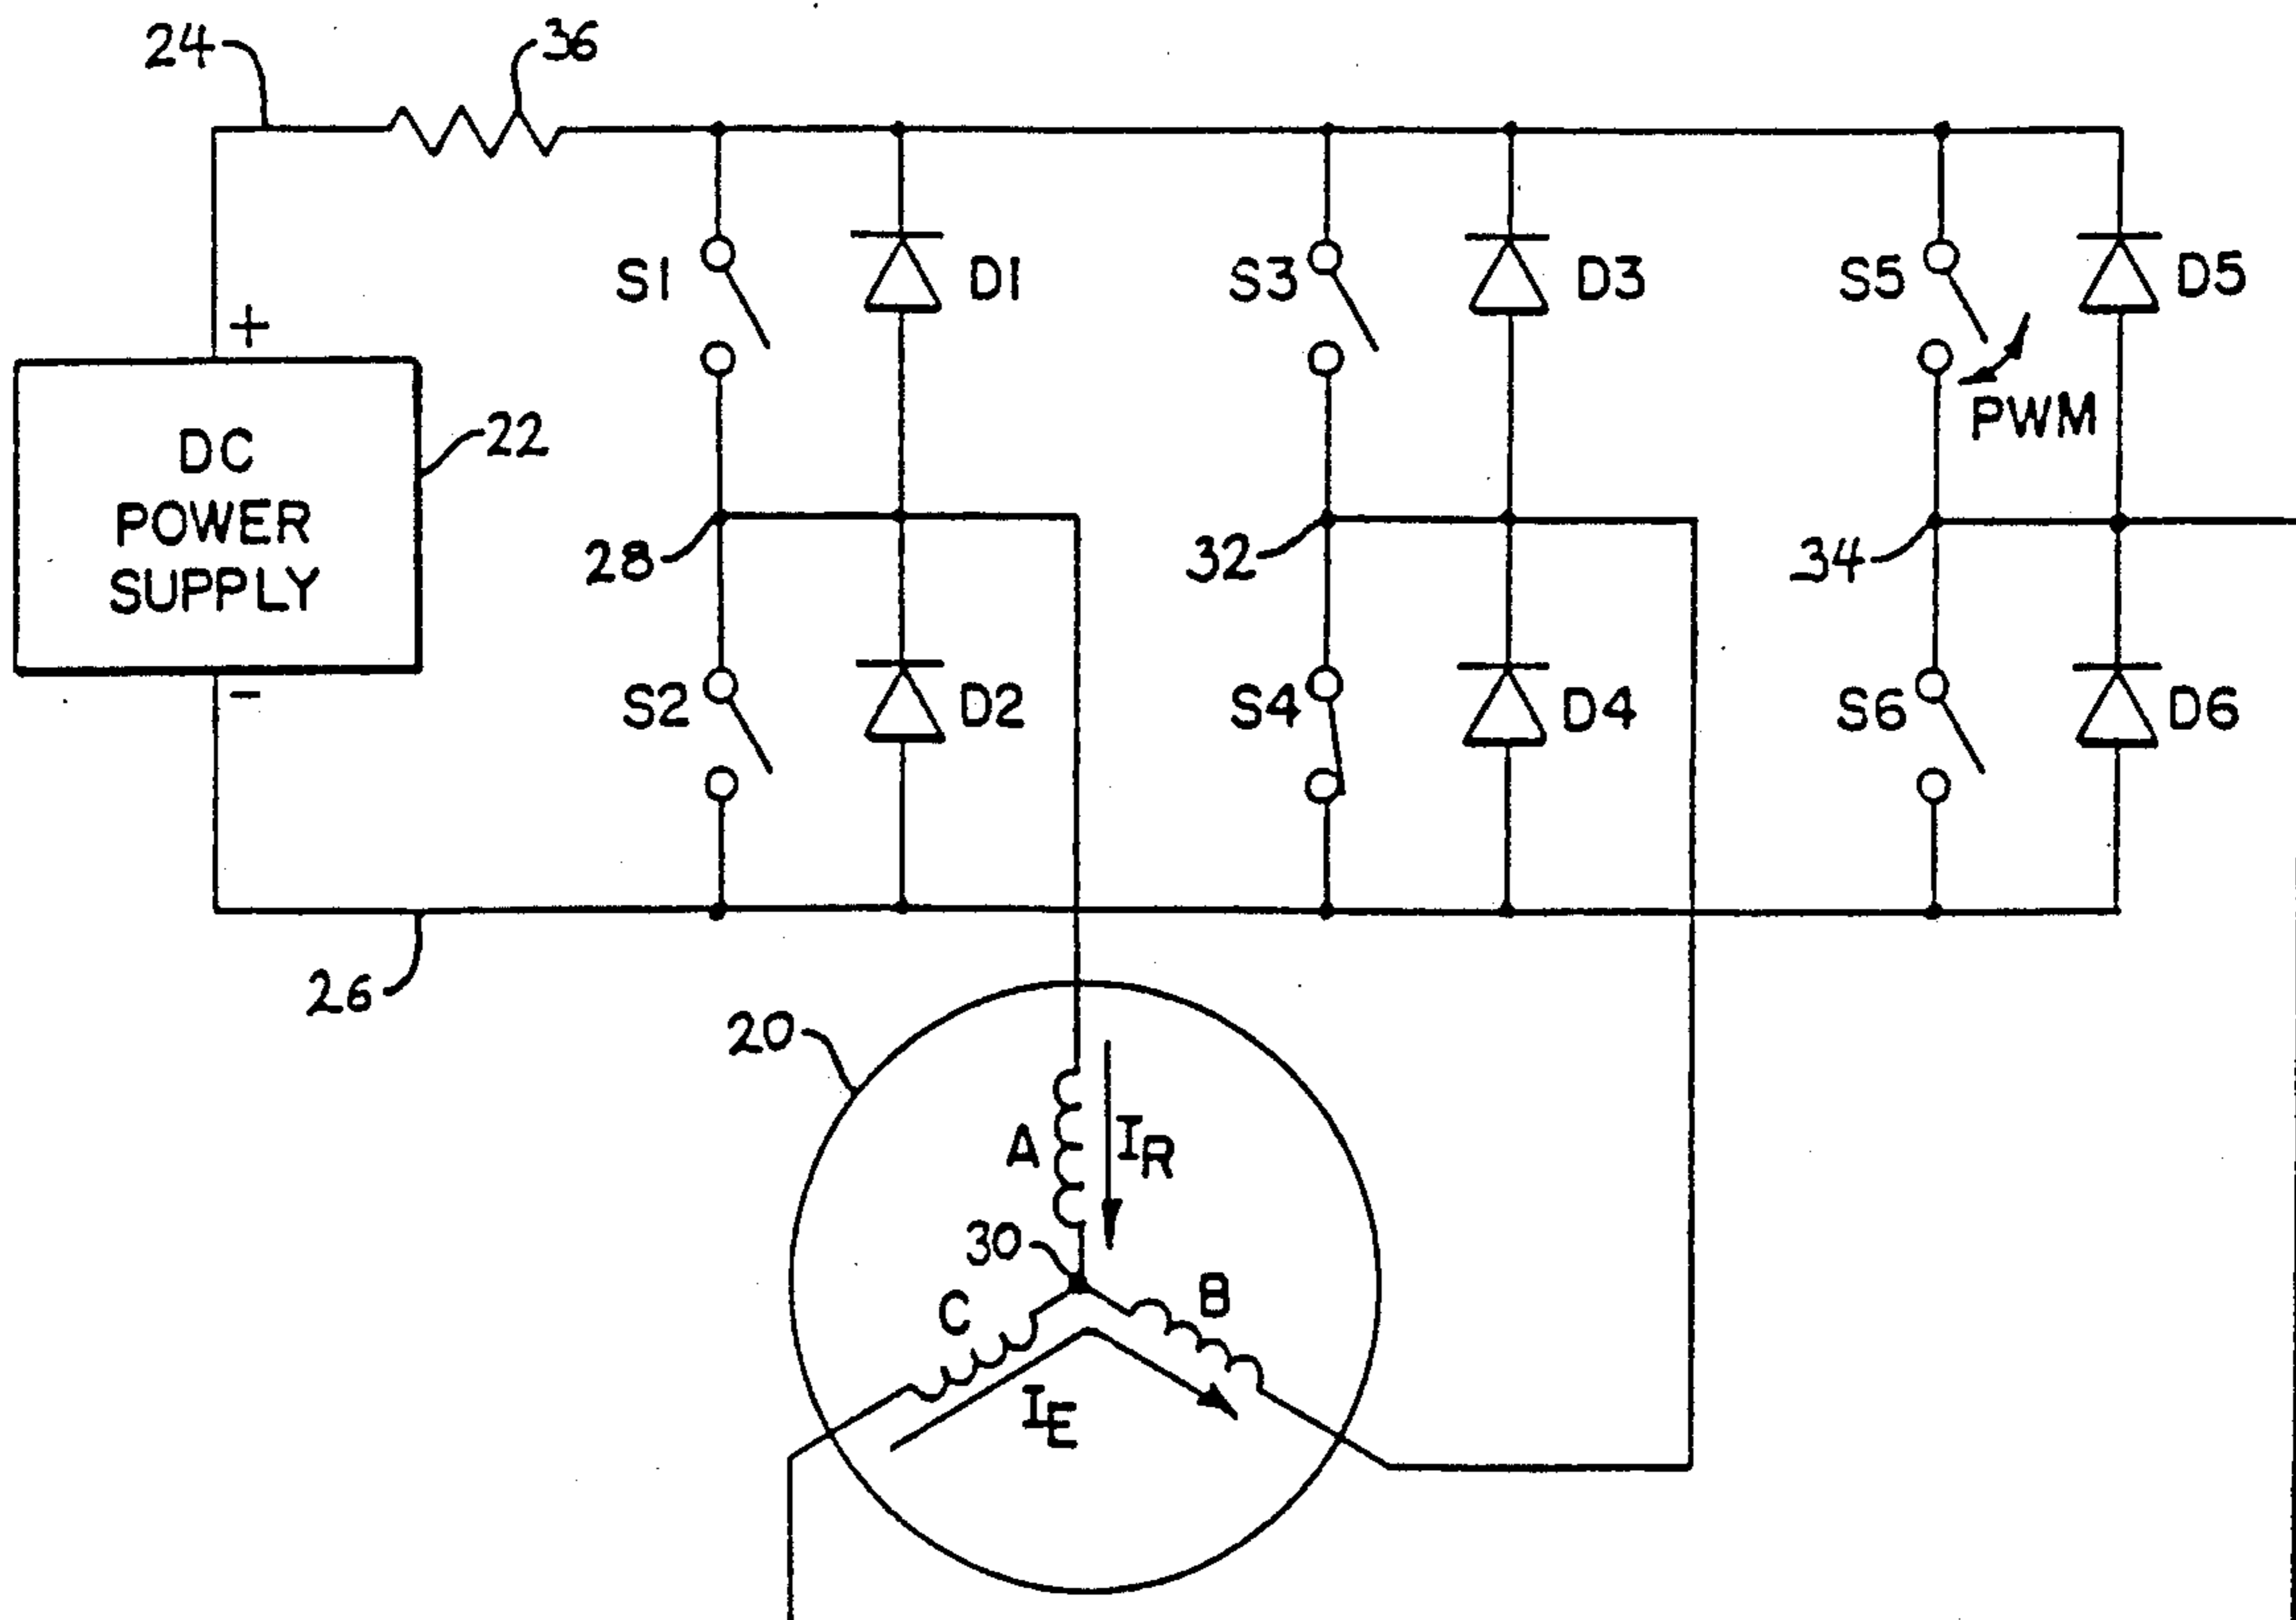 24
36
+
DC
POWER
SUPPLY
22
-
S1
D1
S3
D3
S5
D5
PWM
28
32
34
S2
D2
S4
D4
S6
D6
26
20
A
IR
30
C
B
IE